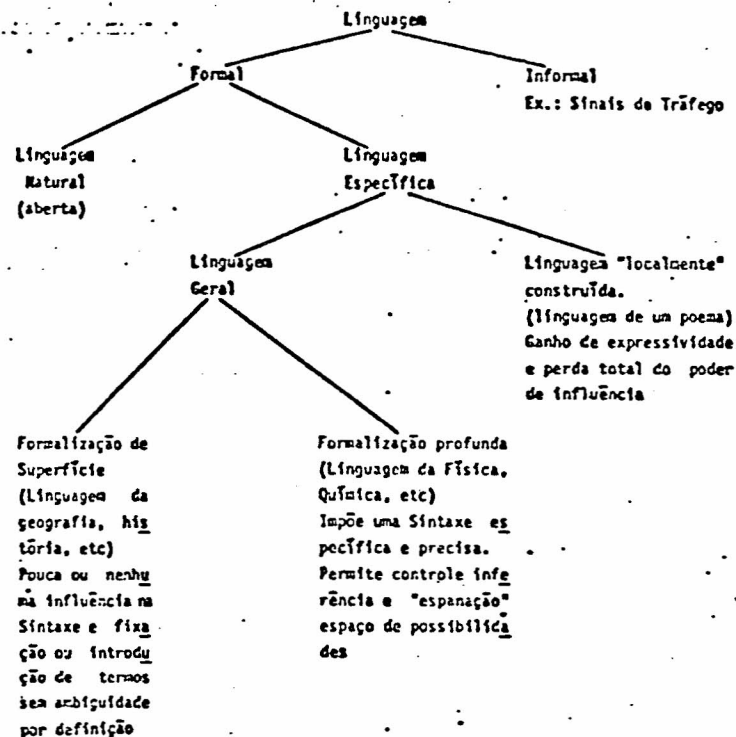 Linguagem
Formal
Informal
Ex.: Sinais de Tráfego
Linguagem
Natural
(aberta)
Linguagem
Específica
Linguagem
Geral
Linguagem "localmente"
construída.
(linguagem de um poema)
Ganho de expressividade
e perda total do poder
de influência
Formalização de
Superfície
(Linguagem da
geografia, his
tória, etc)
Pouca ou nenhu
ma influência na
Sintaxe e fixa
ção ou introdu
ção de termos
sem ambiguidade
por definição
Formalização profunda
(Linguagem da Física,
Química, etc)
Impõe uma Sintaxe es
pecífica e precisa.
Permite controle infe
rência e "espanação"
espaço de possibilida
des